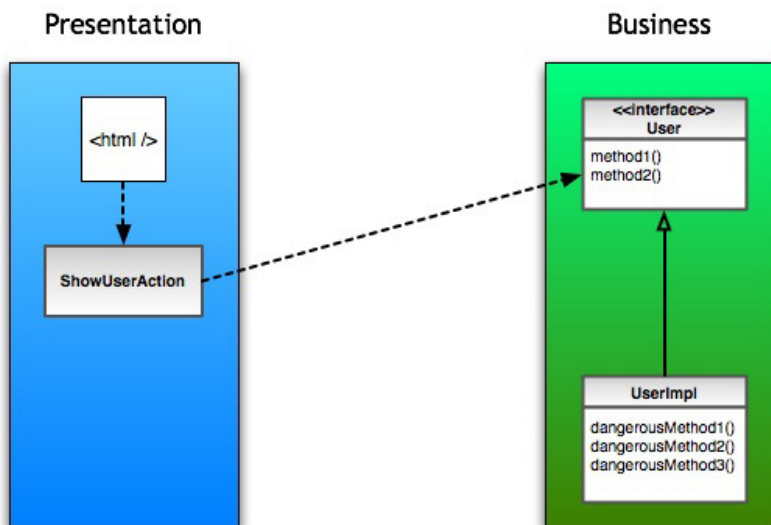 Presentation
Business
<html />
ShowUserAction
<<interface>>
User
method1()
method2()
UserImpl
dangerousMethod1()
dangerousMethod2()
dangerousMethod3()